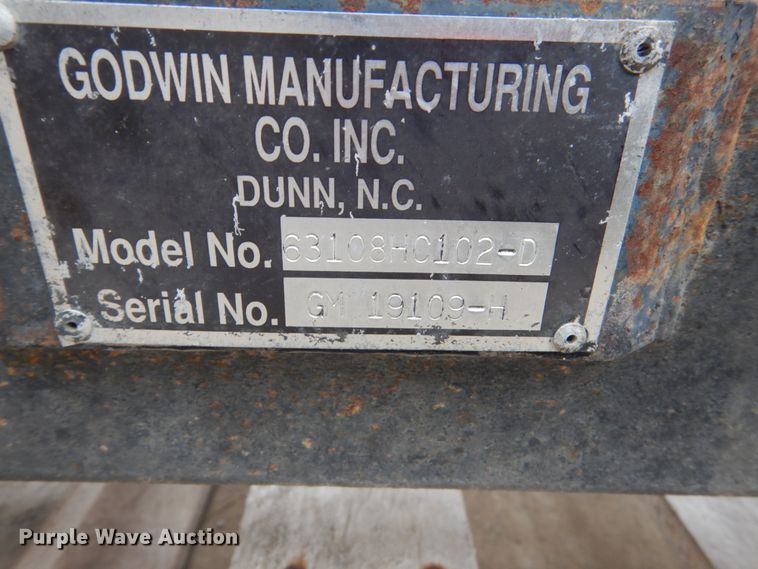 GODWIN MANUFACTURING
CO. INC.
DUNN, N.C.
Model No. 63108HC102-D
Serial No. GM 19109-H
Purple Wave Auction